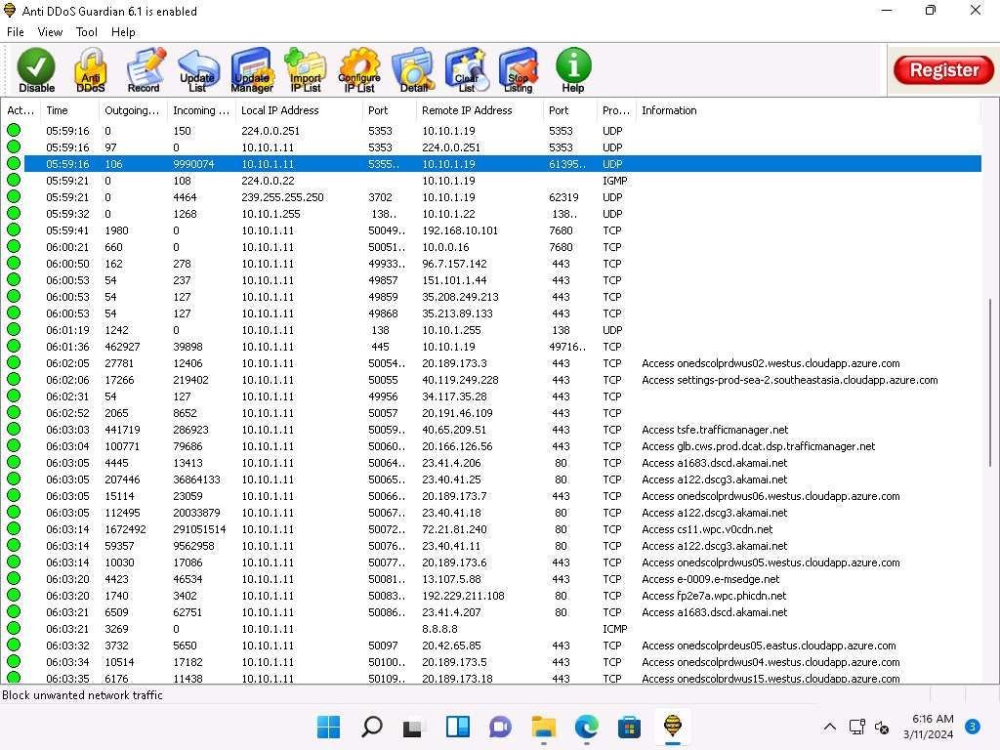 Anti DDoS Guardian 6.1 is enabled
File View Tool Help
Disable Anti DDoS Record Update List Update Manager Import IP List Configure IP List Detail Clear List Stop Listing Help Register
Act... Time Outgoing... Incoming ... Local IP Address Port Remote IP Address Port Pro... Information
05:59:16 0 150 224.0.0.251 5353 10.10.1.19 5353 UDP
05:59:16 97 0 10.10.1.11 5353 224.0.0.251 5353 UDP
05:59:16 106 9990074 10.10.1.11 5355.. 10.10.1.19 61395.. UDP
05:59:21 0 108 224.0.0.22 10.10.1.19 IGMP
05:59:21 0 4464 239.255.255.250 3702 10.10.1.19 62319 UDP
05:59:32 0 1268 10.10.1.255 138.. 10.10.1.22 138.. UDP
05:59:41 1980 0 10.10.1.11 50049.. 192.168.10.101 7680 TCP
06:00:21 660 0 10.10.1.11 50051.. 10.0.0.16 7680 TCP
06:00:50 162 278 10.10.1.11 49933.. 96.7.157.142 443 TCP
06:00:53 54 237 10.10.1.11 49857 151.101.1.44 443 TCP
06:00:53 54 127 10.10.1.11 49859 35.208.249.213 443 TCP
06:00:53 54 127 10.10.1.11 49868 35.213.89.133 443 TCP
06:01:19 1242 0 10.10.1.11 138 10.10.1.255 138 UDP
06:01:36 462927 39898 10.10.1.11 445 10.10.1.19 49716.. TCP
06:02:05 27781 12406 10.10.1.11 50054.. 20.189.173.3 443 TCP Access onedscolprdwus02.westus.cloudapp.azure.com
06:02:06 17266 219402 10.10.1.11 50055 40.119.249.228 443 TCP Access settings-prod-sea-2.southeastasia.cloudapp.azure.com
06:02:31 54 127 10.10.1.11 49956 34.117.35.28 443 TCP
06:02:52 2065 8652 10.10.1.11 50057 20.191.46.109 443 TCP
06:03:03 441719 286923 10.10.1.11 50059.. 40.65.209.51 443 TCP Access tsfe.trafficmanager.net
06:03:04 100771 79686 10.10.1.11 50060.. 20.166.126.56 443 TCP Access glb.cws.prod.dcat.dsp.trafficmanager.net
06:03:05 4445 13413 10.10.1.11 50064.. 23.41.4.206 80 TCP Access a1683.dscd.akamai.net
06:03:05 207446 36864133 10.10.1.11 50065.. 23.40.41.25 80 TCP Access a122.dscg3.akamai.net
06:03:05 15114 23059 10.10.1.11 50066.. 20.189.173.7 443 TCP Access onedscolprdwus06.westus.cloudapp.azure.com
06:03:05 112495 20033879 10.10.1.11 50067.. 23.40.41.18 80 TCP Access a122.dscg3.akamai.net
06:03:14 1672492 291051514 10.10.1.11 50072.. 72.21.81.240 80 TCP Access cs11.wpc.v0cdn.net
06:03:14 59357 9562958 10.10.1.11 50076.. 23.40.41.11 80 TCP Access a122.dscg3.akamai.net
06:03:14 10030 17086 10.10.1.11 50077.. 20.189.173.6 443 TCP Access onedscolprdwus05.westus.cloudapp.azure.com
06:03:20 4423 46534 10.10.1.11 50081.. 13.107.5.88 443 TCP Access e-0009.e-msedge.net
06:03:20 1740 3402 10.10.1.11 50083.. 192.229.211.108 80 TCP Access fp2e7a.wpc.phicdn.net
06:03:21 6509 62751 10.10.1.11 50086.. 23.41.4.207 80 TCP Access a1683.dscd.akamai.net
06:03:21 3269 0 10.10.1.11 8.8.8.8 ICMP
06:03:32 3732 5650 10.10.1.11 50097 20.42.65.85 443 TCP Access onedscolprdeus05.eastus.cloudapp.azure.com
06:03:34 10514 17182 10.10.1.11 50100.. 20.189.173.5 443 TCP Access onedscolprdwus04.westus.cloudapp.azure.com
06:03:35 6176 11438 10.10.1.11 50109.. 20.189.173.18 443 TCP Access onedscolprdwus15.westus.cloudapp.azure.com
Block unwanted network traffic
6:16 AM
3/11/2024 3